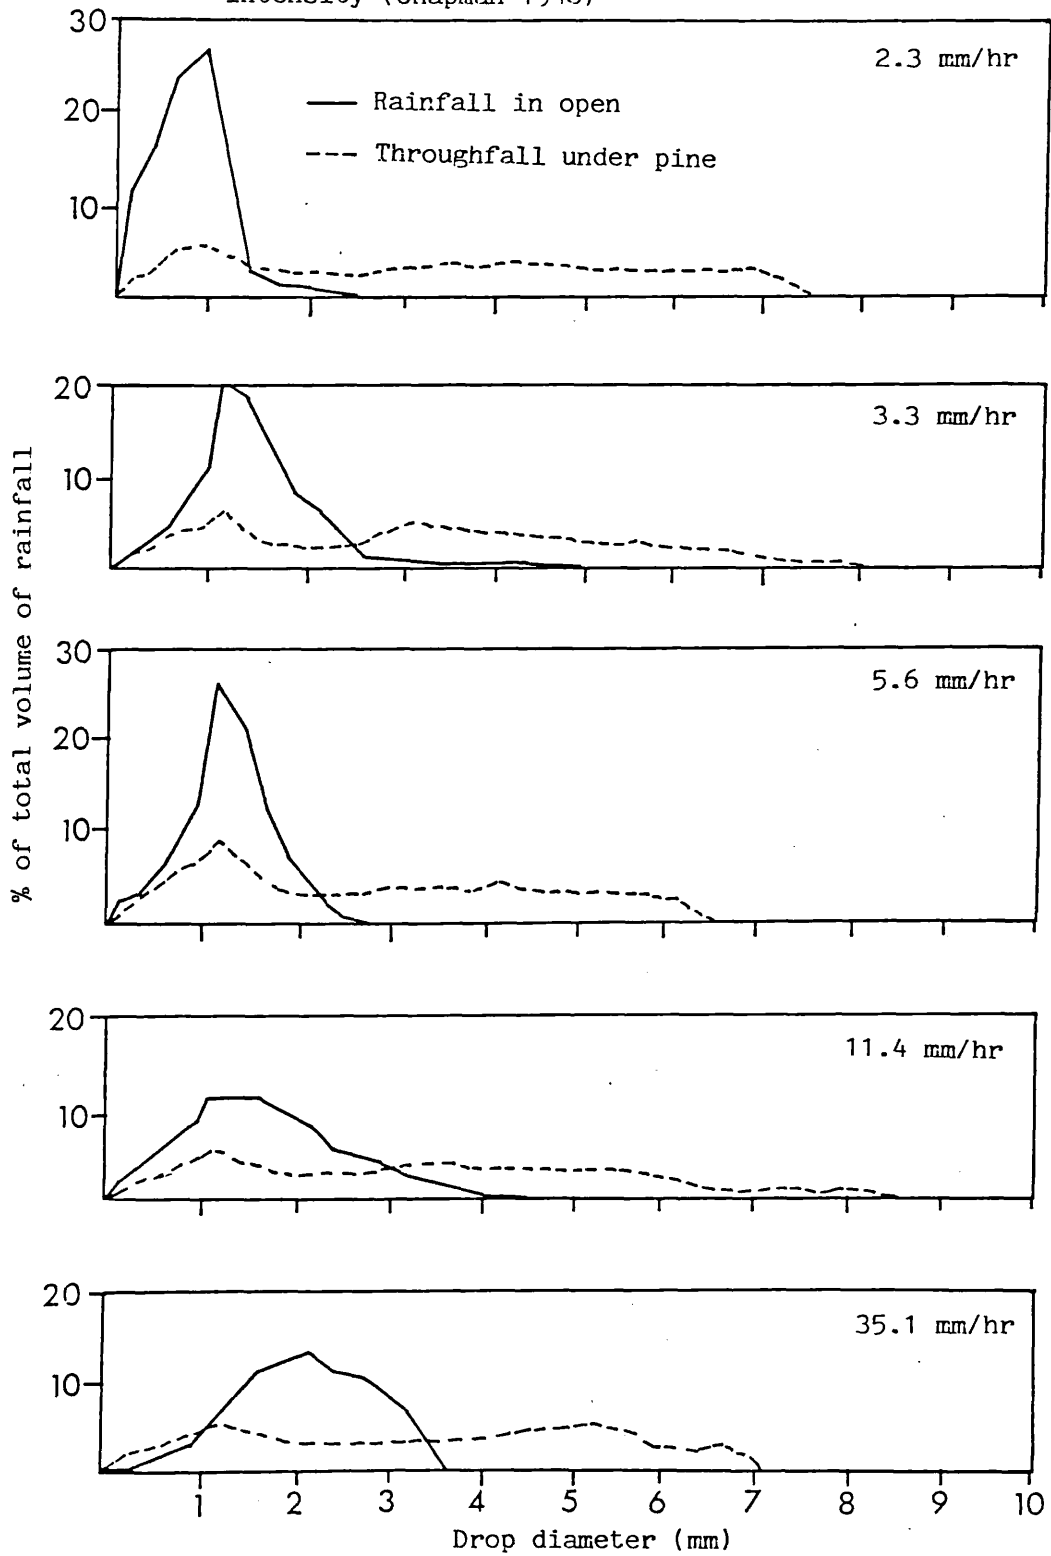 30
2.3 mm/hr
Rainfall in open
20
Throughfall under pine
10
20
3.3 mm/hr
10
% of total volume of rainfall
30
5.6 mm/hr
20
10
20
11.4 mm/hr
10
20
35.1 mm/hr
10
1 2 3 4 5 6 7 8 9 10
Drop diameter (mm)